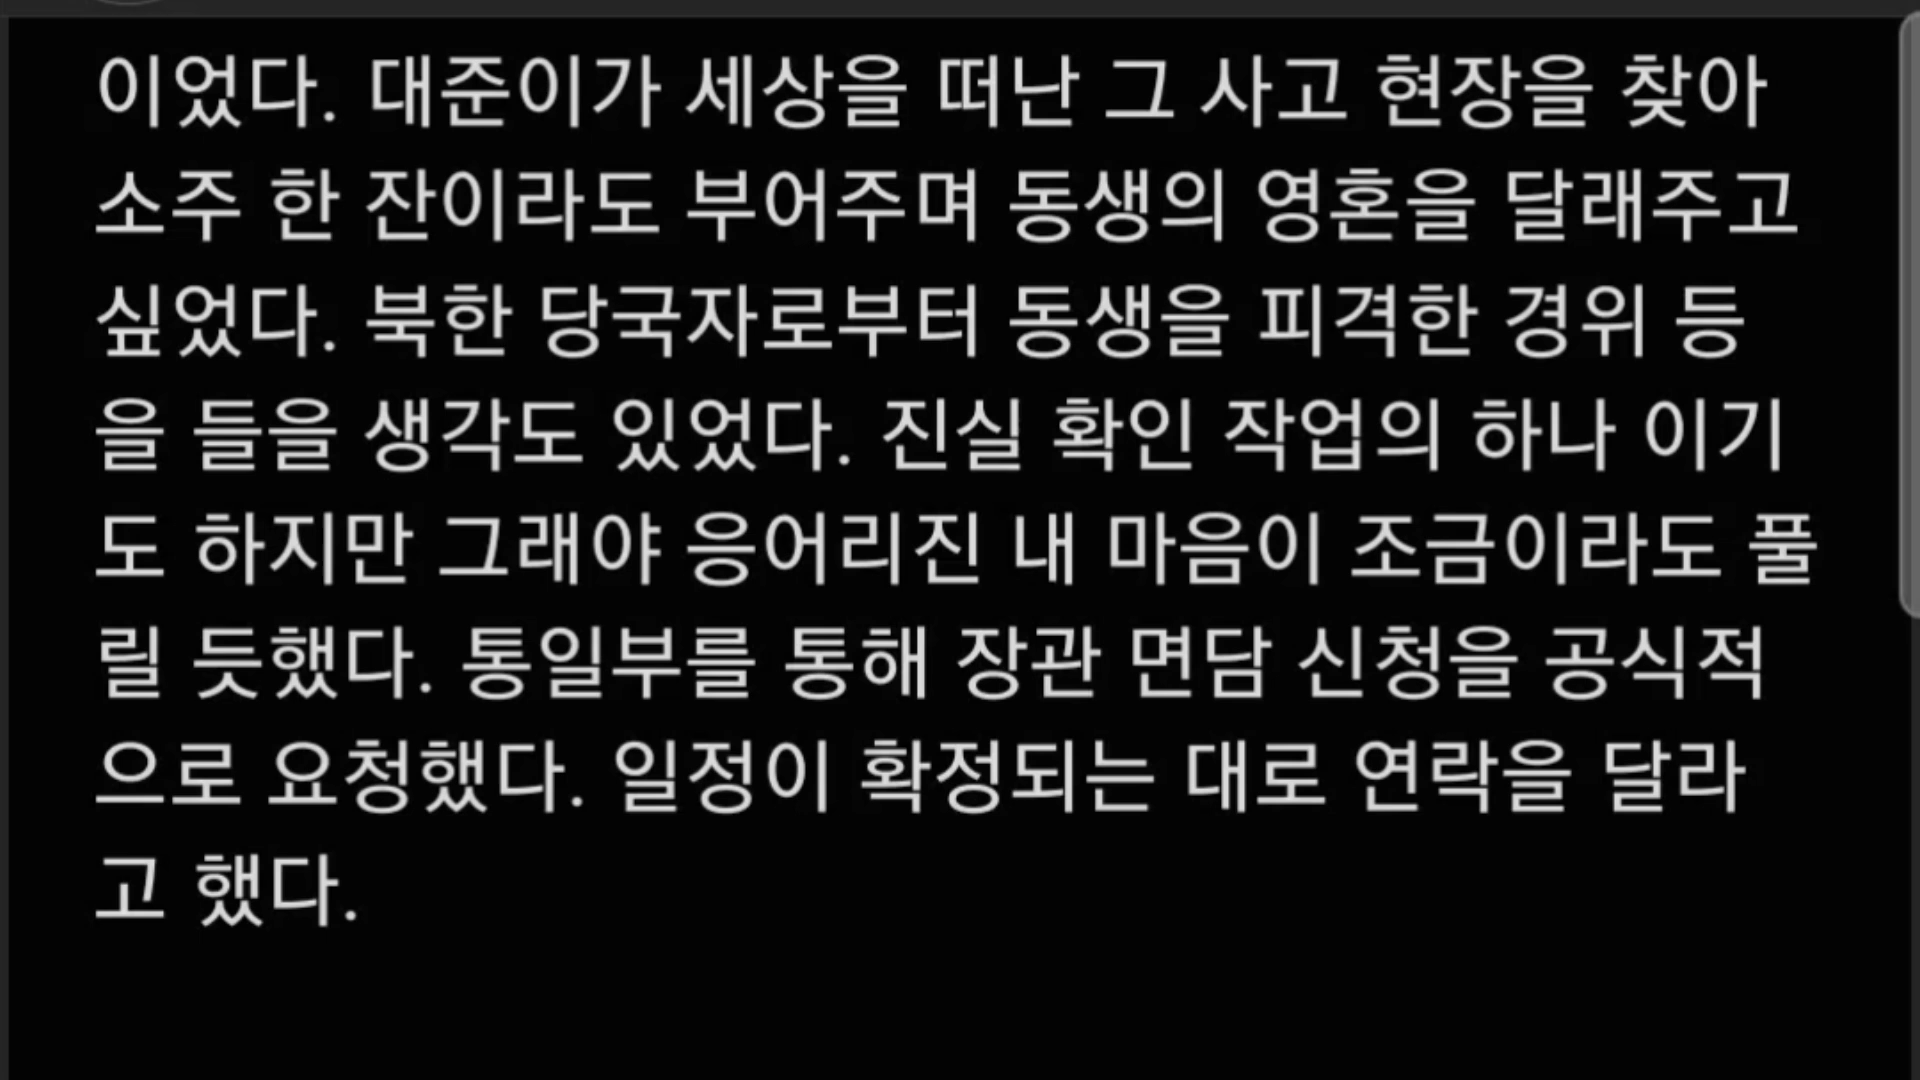 이었다. 대준이가 세상을 떠난 그 사고 현장을 찾아
소주 한 잔이라도 부어주며 동생의 영혼을 달래주고
싶었다. 북한 당국자로부터 동생을 피격한 경위 등
을 들을 생각도 있었다. 진실 확인 작업의 하나 이기
도 하지만 그래야 응어리진 내 마음이 조금이라도 풀
릴 듯했다. 통일부를 통해 장관 면담 신청을 공식적
으로 요청했다. 일정이 확정되는 대로 연락을 달라
고 했다.